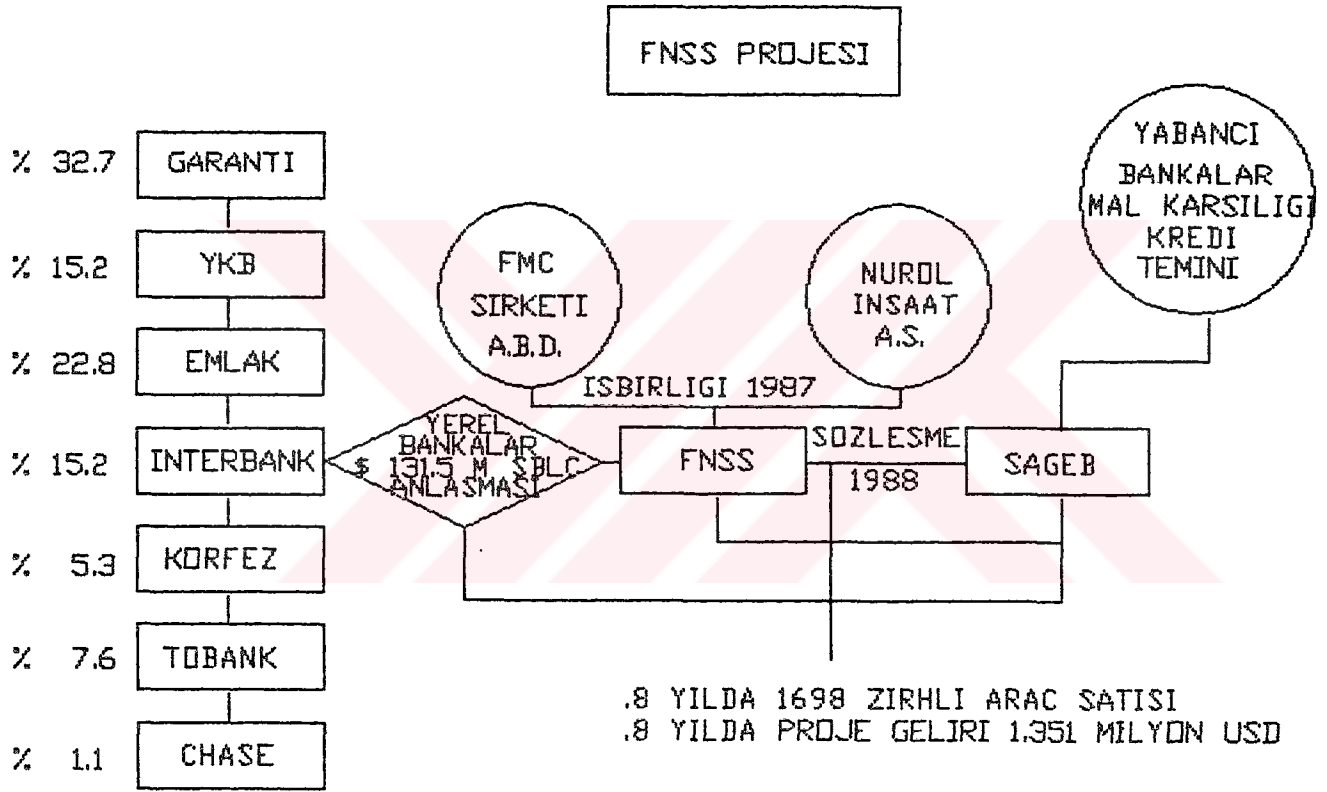 FNSS PROJESI
% 32.7 GARANTI
% 15.2 YKB
% 22.8 EMLAK
% 15.2 INTERBANK
% 5.3 KORFEZ
% 7.6 TOBANK
% 1.1 CHASE
YEREL
BANKALAR
$ 131.5 M SBLC
ANLASMASI
FMC
SIRKETI
A.B.D.
NUROL
INSAAT
A.S.
ISBIRLIGI 1987
FNSS
SOZLESME
1988
SAGEB
YABANCI
BANKALAR
MAL KARSILIGI
KREDI
TEMINI
.8 YILDA 1698 ZIRHLI ARAC SATISI
.8 YILDA PROJE GELIRI 1.351 MILYON USD